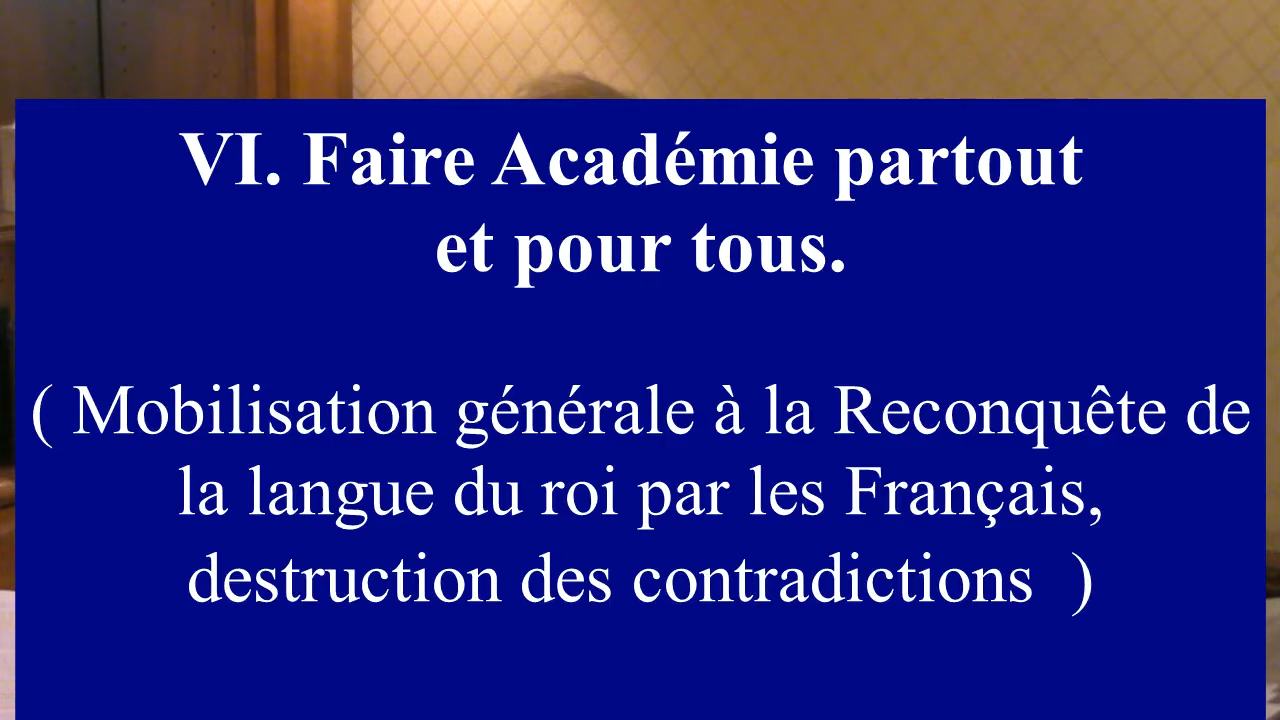 VI. Faire Académie partout
et pour tous.
( Mobilisation générale à la Reconquête de
la langue du roi par les Français,
destruction des contradictions )